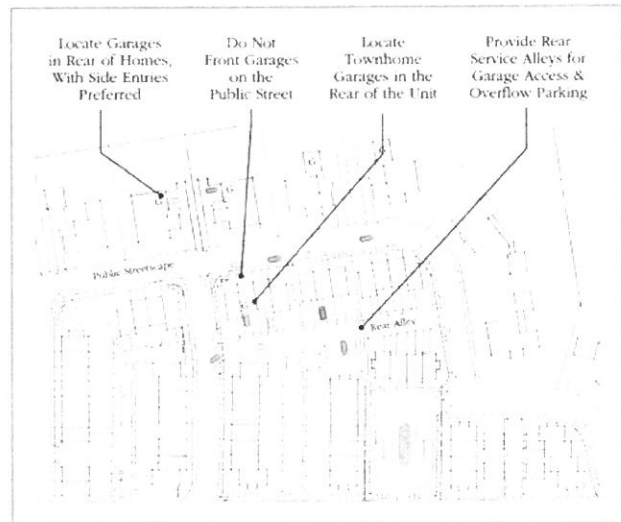 Locate Garages
in Rear of Homes,
With Side Entries
Preferred
Do Not
Front Garages
on the
Public Street
Locate
Townhome
Garages in the
Rear of the Unit
Provide Rear
Service Alleys for
Garage Access &
Overflow Parking
G
G
G
G
Public Streetscape
Rear Alley